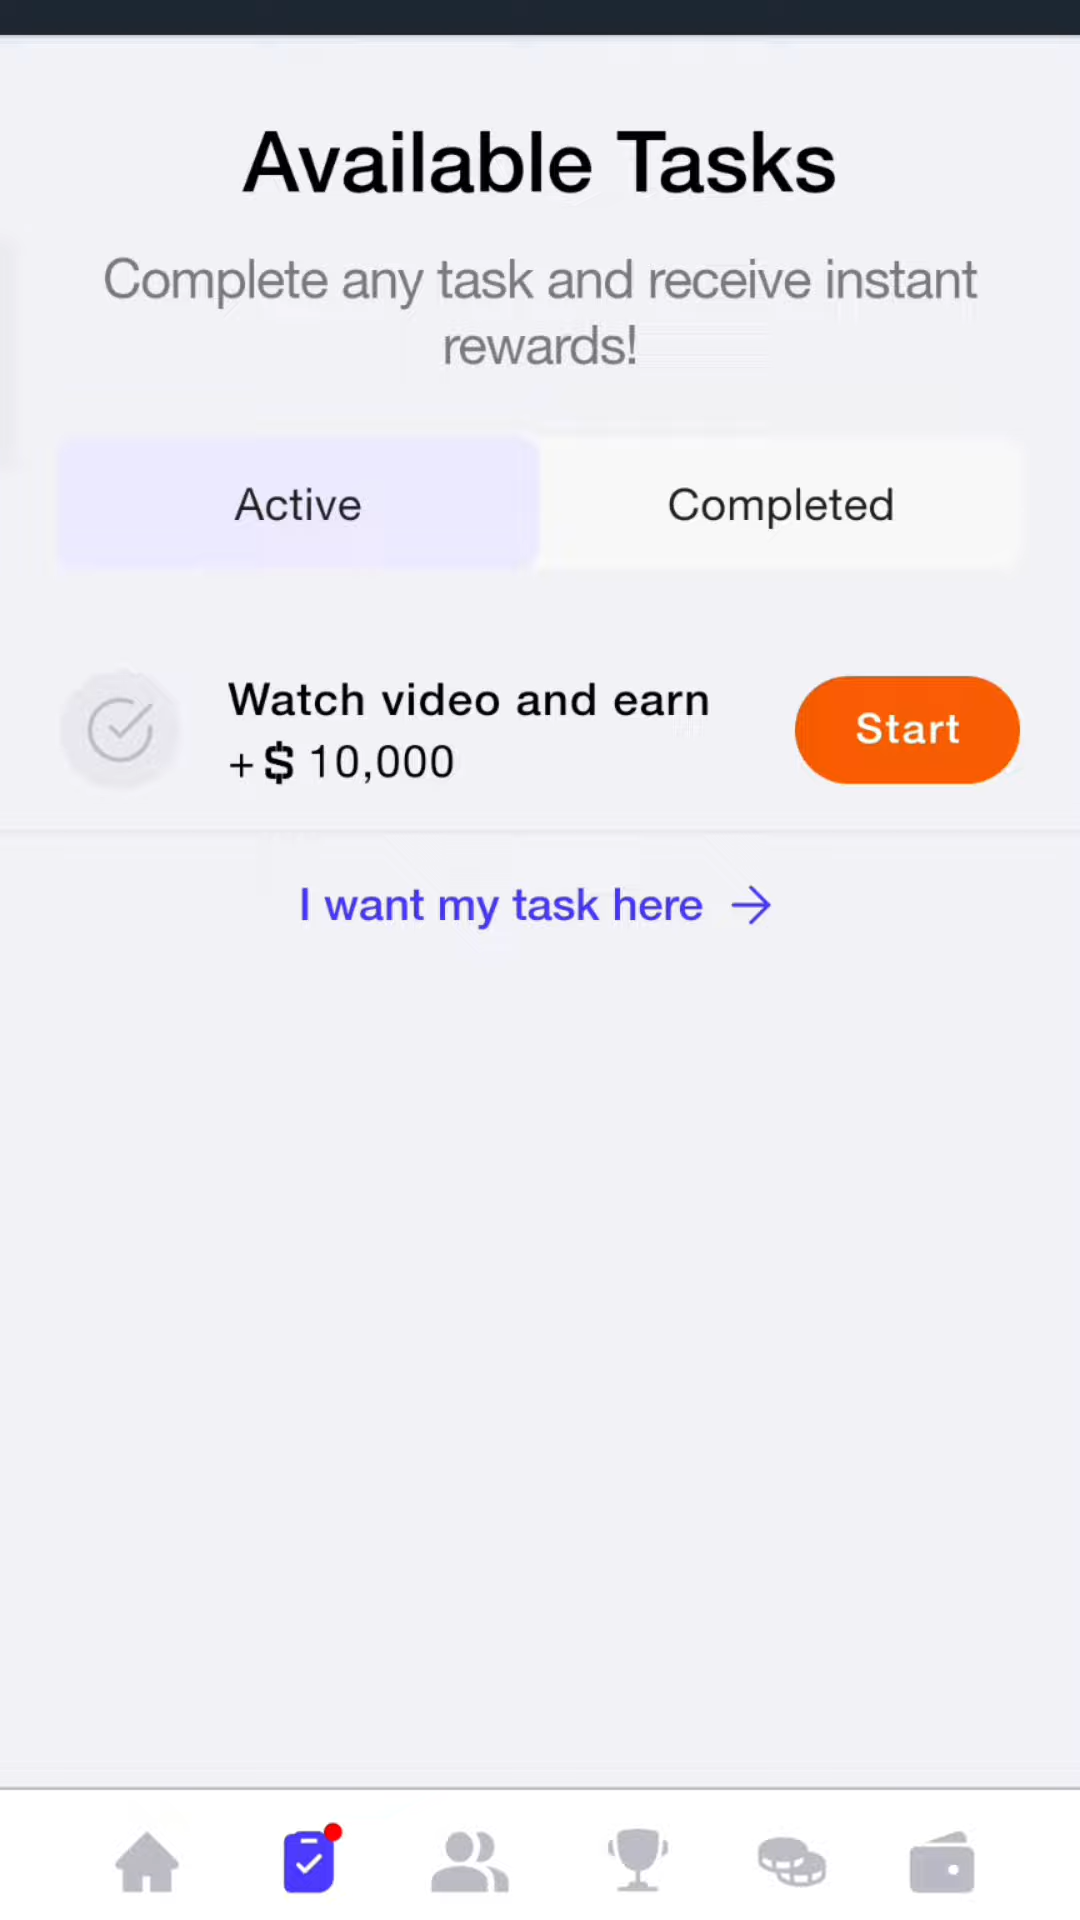 Available Tasks
Complete any task and receive instant
rewards!
Active
Completed
Watch video and earn
+$ 10,000
Start
I want my task here →